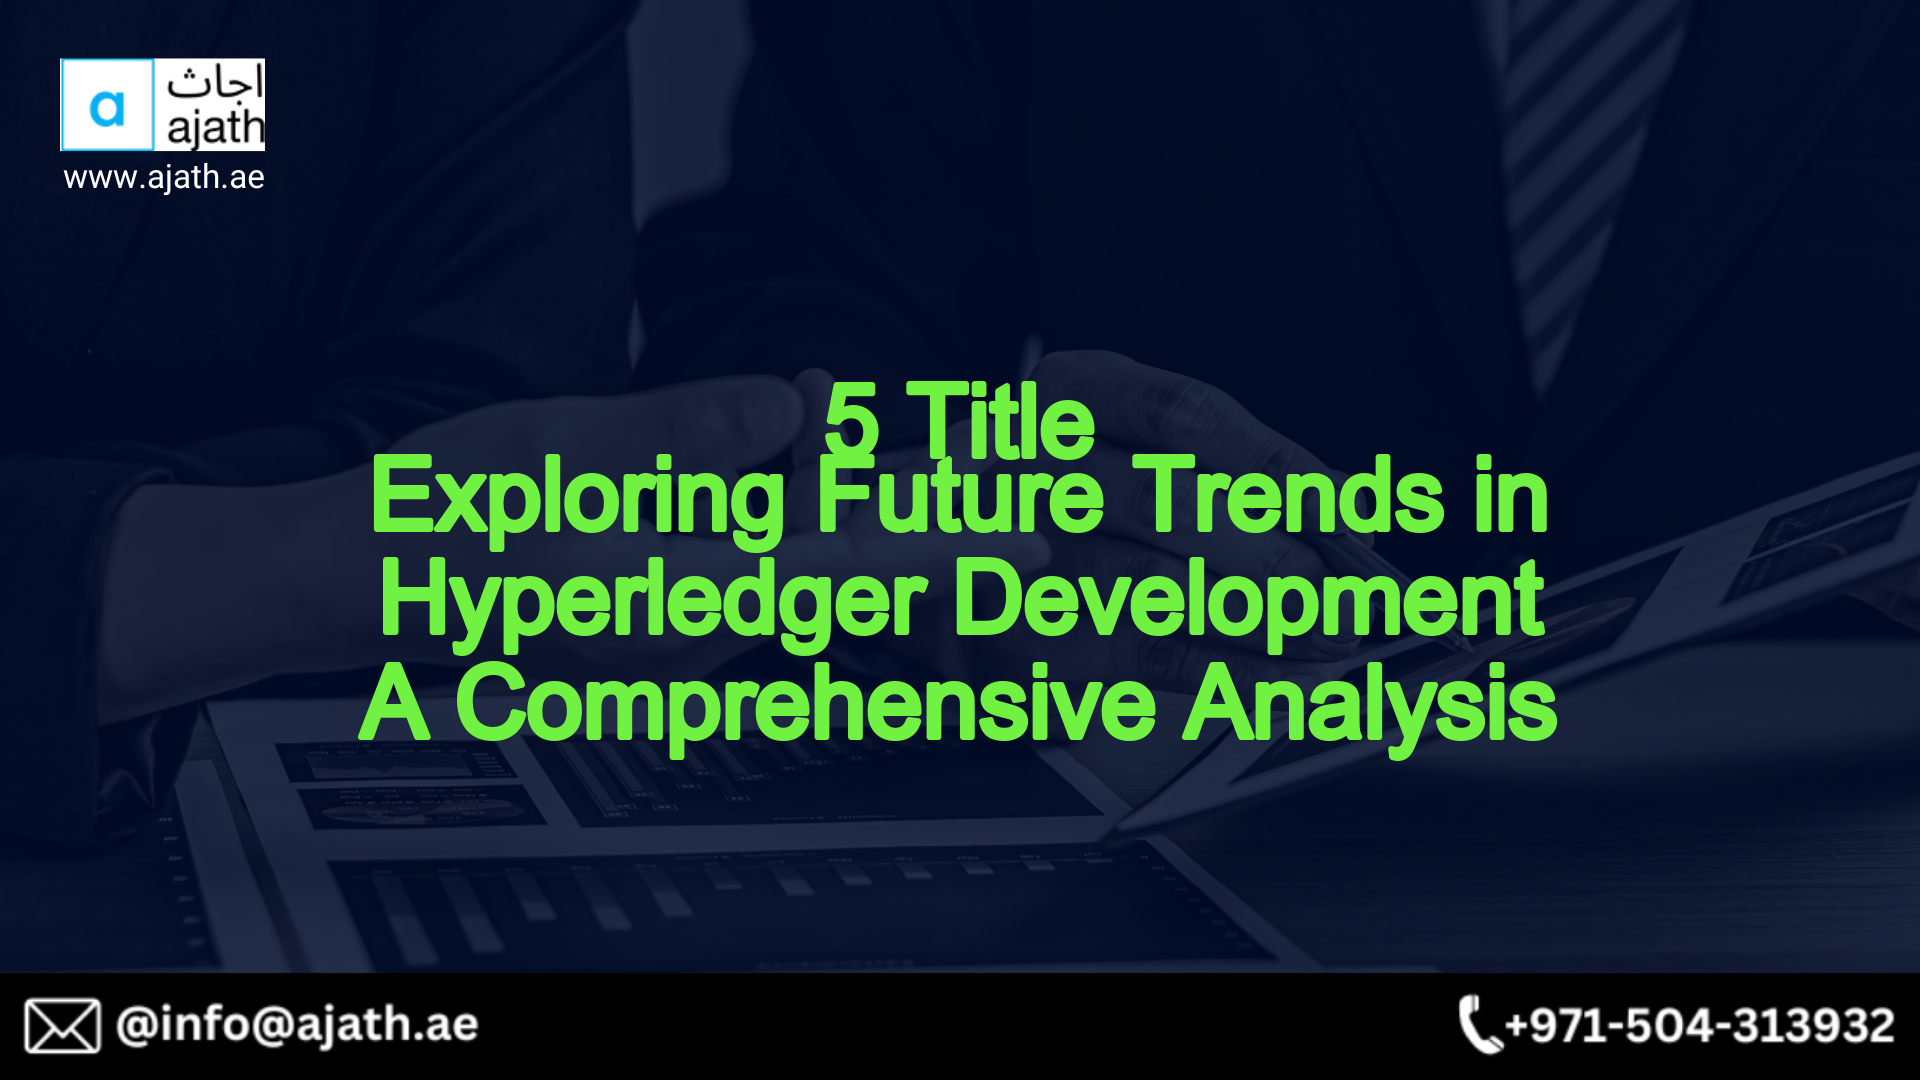 a
اجاث
ajath
www.ajath.ae
5 Title
Exploring Future Trends in
Hyperledger Development
A Comprehensive Analysis
@info@ajath.ae
+971-504-313932